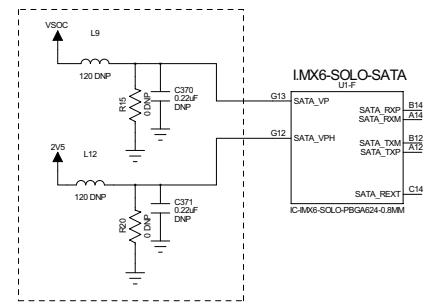 VSOC
L9
120 DNP
R15
0 DNP
C370
0.22uF
DNP
2V5
L12
120 DNP
R20
0 DNP
C371
0.22uF
DNP
I.MX6-SOLO-SATA
U1-F
G13
SATA_VP
G12
SATA_VPH
SATA_RXP
B14
SATA_RXM
A14
SATA_TXM
B12
SATA_TXP
A12
SATA_REXT
C14
IC-IMX6-SOLO-PBGA624-0.8MM